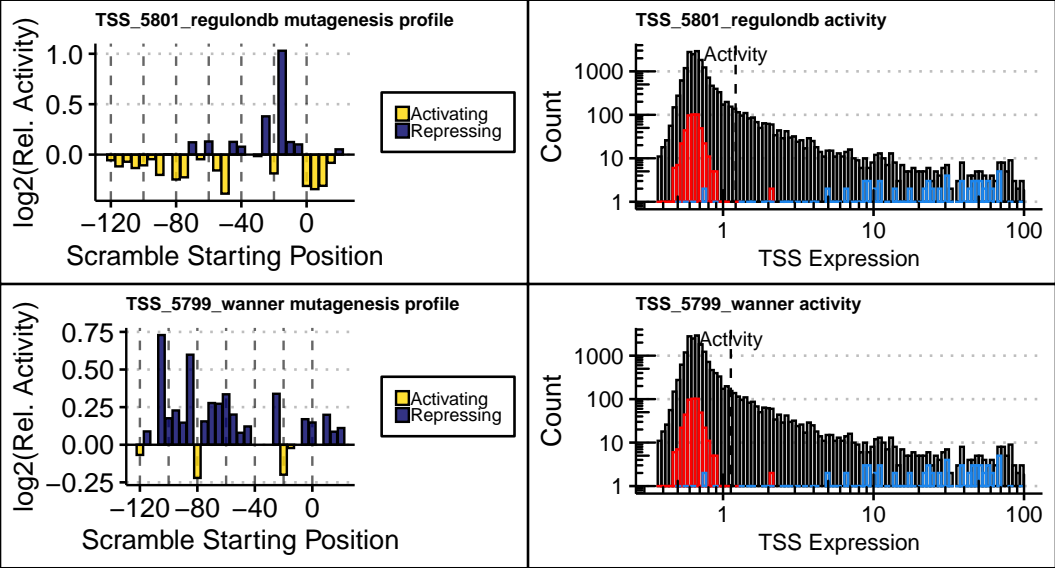 TSS_5801_regulondb mutagenesis profile
log2(Rel. Activity)
1.0
0.5
0.0
−120
−80
−40
0
Scramble Starting Position
Activating
Repressing
TSS_5801_regulondb activity
Activity
Count
1000
100
10
1
1
10
100
TSS Expression
TSS_5799_wanner mutagenesis profile
log2(Rel. Activity)
0.75
0.50
0.25
0.00
−0.25
−120
−80
−40
0
Scramble Starting Position
Activating
Repressing
TSS_5799_wanner activity
Activity
Count
1000
100
10
1
1
10
100
TSS Expression